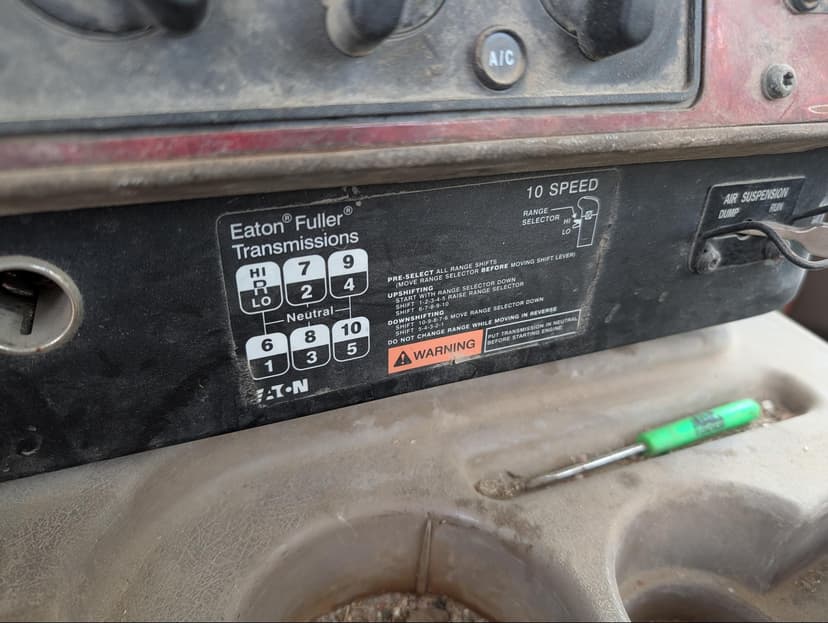 A/C
10 SPEED
Eaton® Fuller®
Transmissions
RANGE
SELECTOR
HI
LO
AIR SUSPENSION
DUMP RUN
HI 7 9
R
LO 2 4
Neutral
6 8 10
1 3 5
EATON
PRE-SELECT ALL RANGE SHIFTS
(MOVE RANGE SELECTOR BEFORE MOVING SHIFT LEVER)
UPSHIFTING
START WITH RANGE SELECTOR DOWN
SHIFT 1-2-3-4-5 RAISE RANGE SELECTOR
SHIFT 6-7-8-9-10
DOWNSHIFTING
SHIFT 10-9-8-7-6 MOVE RANGE SELECTOR DOWN
SHIFT 5-4-3-2-1
DO NOT CHANGE RANGE WHILE MOVING IN REVERSE
WARNING
PUT TRANSMISSION IN NEUTRAL
BEFORE STARTING ENGINE